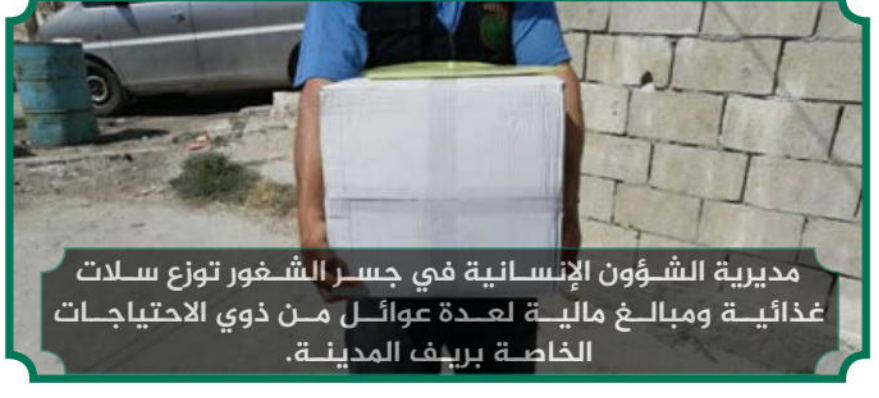 مديرية الشؤون الإنسانية في جسر الشغور توزع سلات
غذائية ومبالغ مالية لعدة عوائل من ذوي الاحتياجات
الخاصة بريف المدينة.